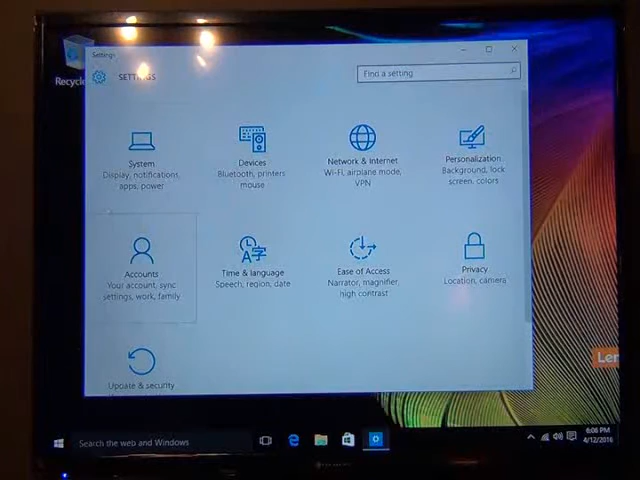 Recycle
Settings
SETTINGS
Find a setting
System
Display, notifications,
apps, power
Devices
Bluetooth, printers
mouse
Network & Internet
Wi-Fi, airplane mode,
VPN
Personalization
Background, lock
screen, colors
Accounts
Your account, sync
settings, work, family
Time & language
Speech, region, date
Ease of Access
Narrator, magnifier,
high contrast
Privacy
Location, camera
Update & security
Len
Search the web and Windows
6:06 PM
4/12/2016